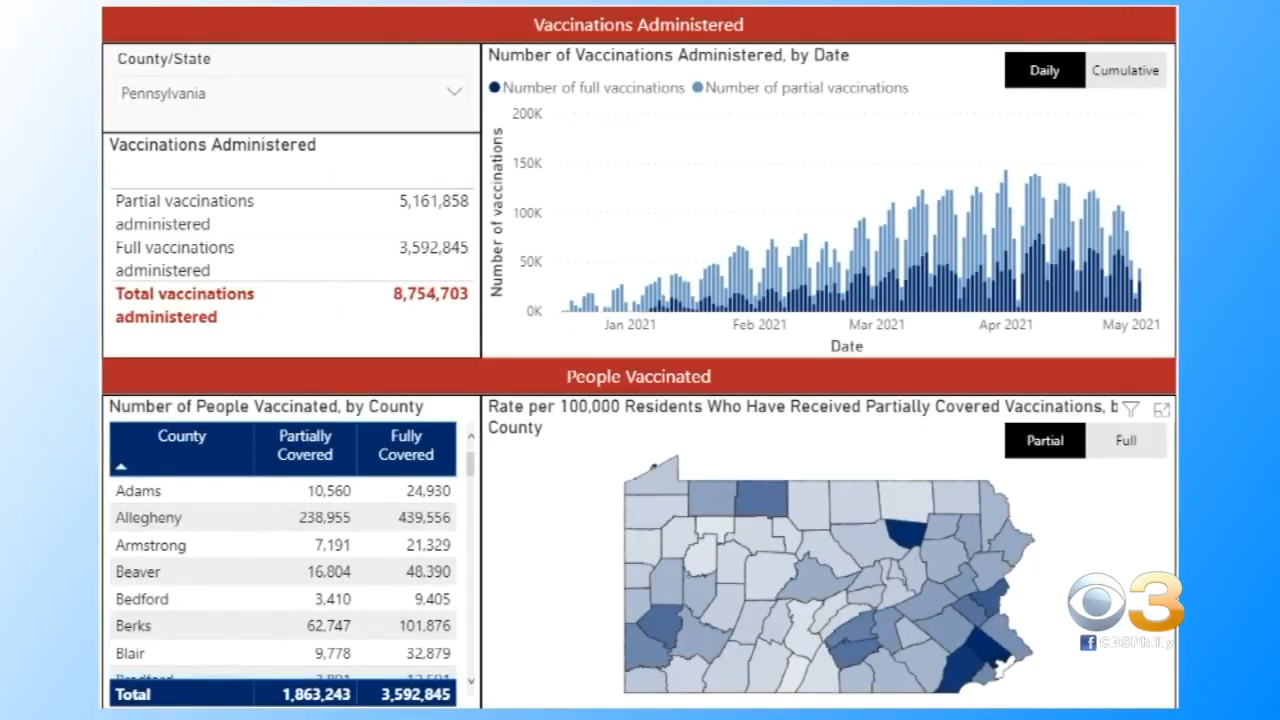 Vaccinations Administered
County/State
Pennsylvania
Vaccinations Administered
Partial vaccinations
administered
5,161,858
Full vaccinations
administered
3,592,845
Total vaccinations
administered
8,754,703
Number of Vaccinations Administered, by Date
Daily
Cumulative
Number of full vaccinations
Number of partial vaccinations
Number of vaccinations
200K
150K
100K
50K
0K
Jan 2021 Feb 2021 Mar 2021 Apr 2021 May 2021
Date
People Vaccinated
Number of People Vaccinated, by County
County Partially Covered Fully Covered
Adams 10,560 24,930
Allegheny 238,955 439,556
Armstrong 7,191 21,329
Beaver 16,804 48,390
Bedford 3,410 9,405
Berks 62,747 101,876
Blair 9,778 32,879
Total 1,863,243 3,592,845
Rate per 100,000 Residents Who Have Received Partially Covered Vaccinations, b
County
Partial
Full
3
f CBSPhilly